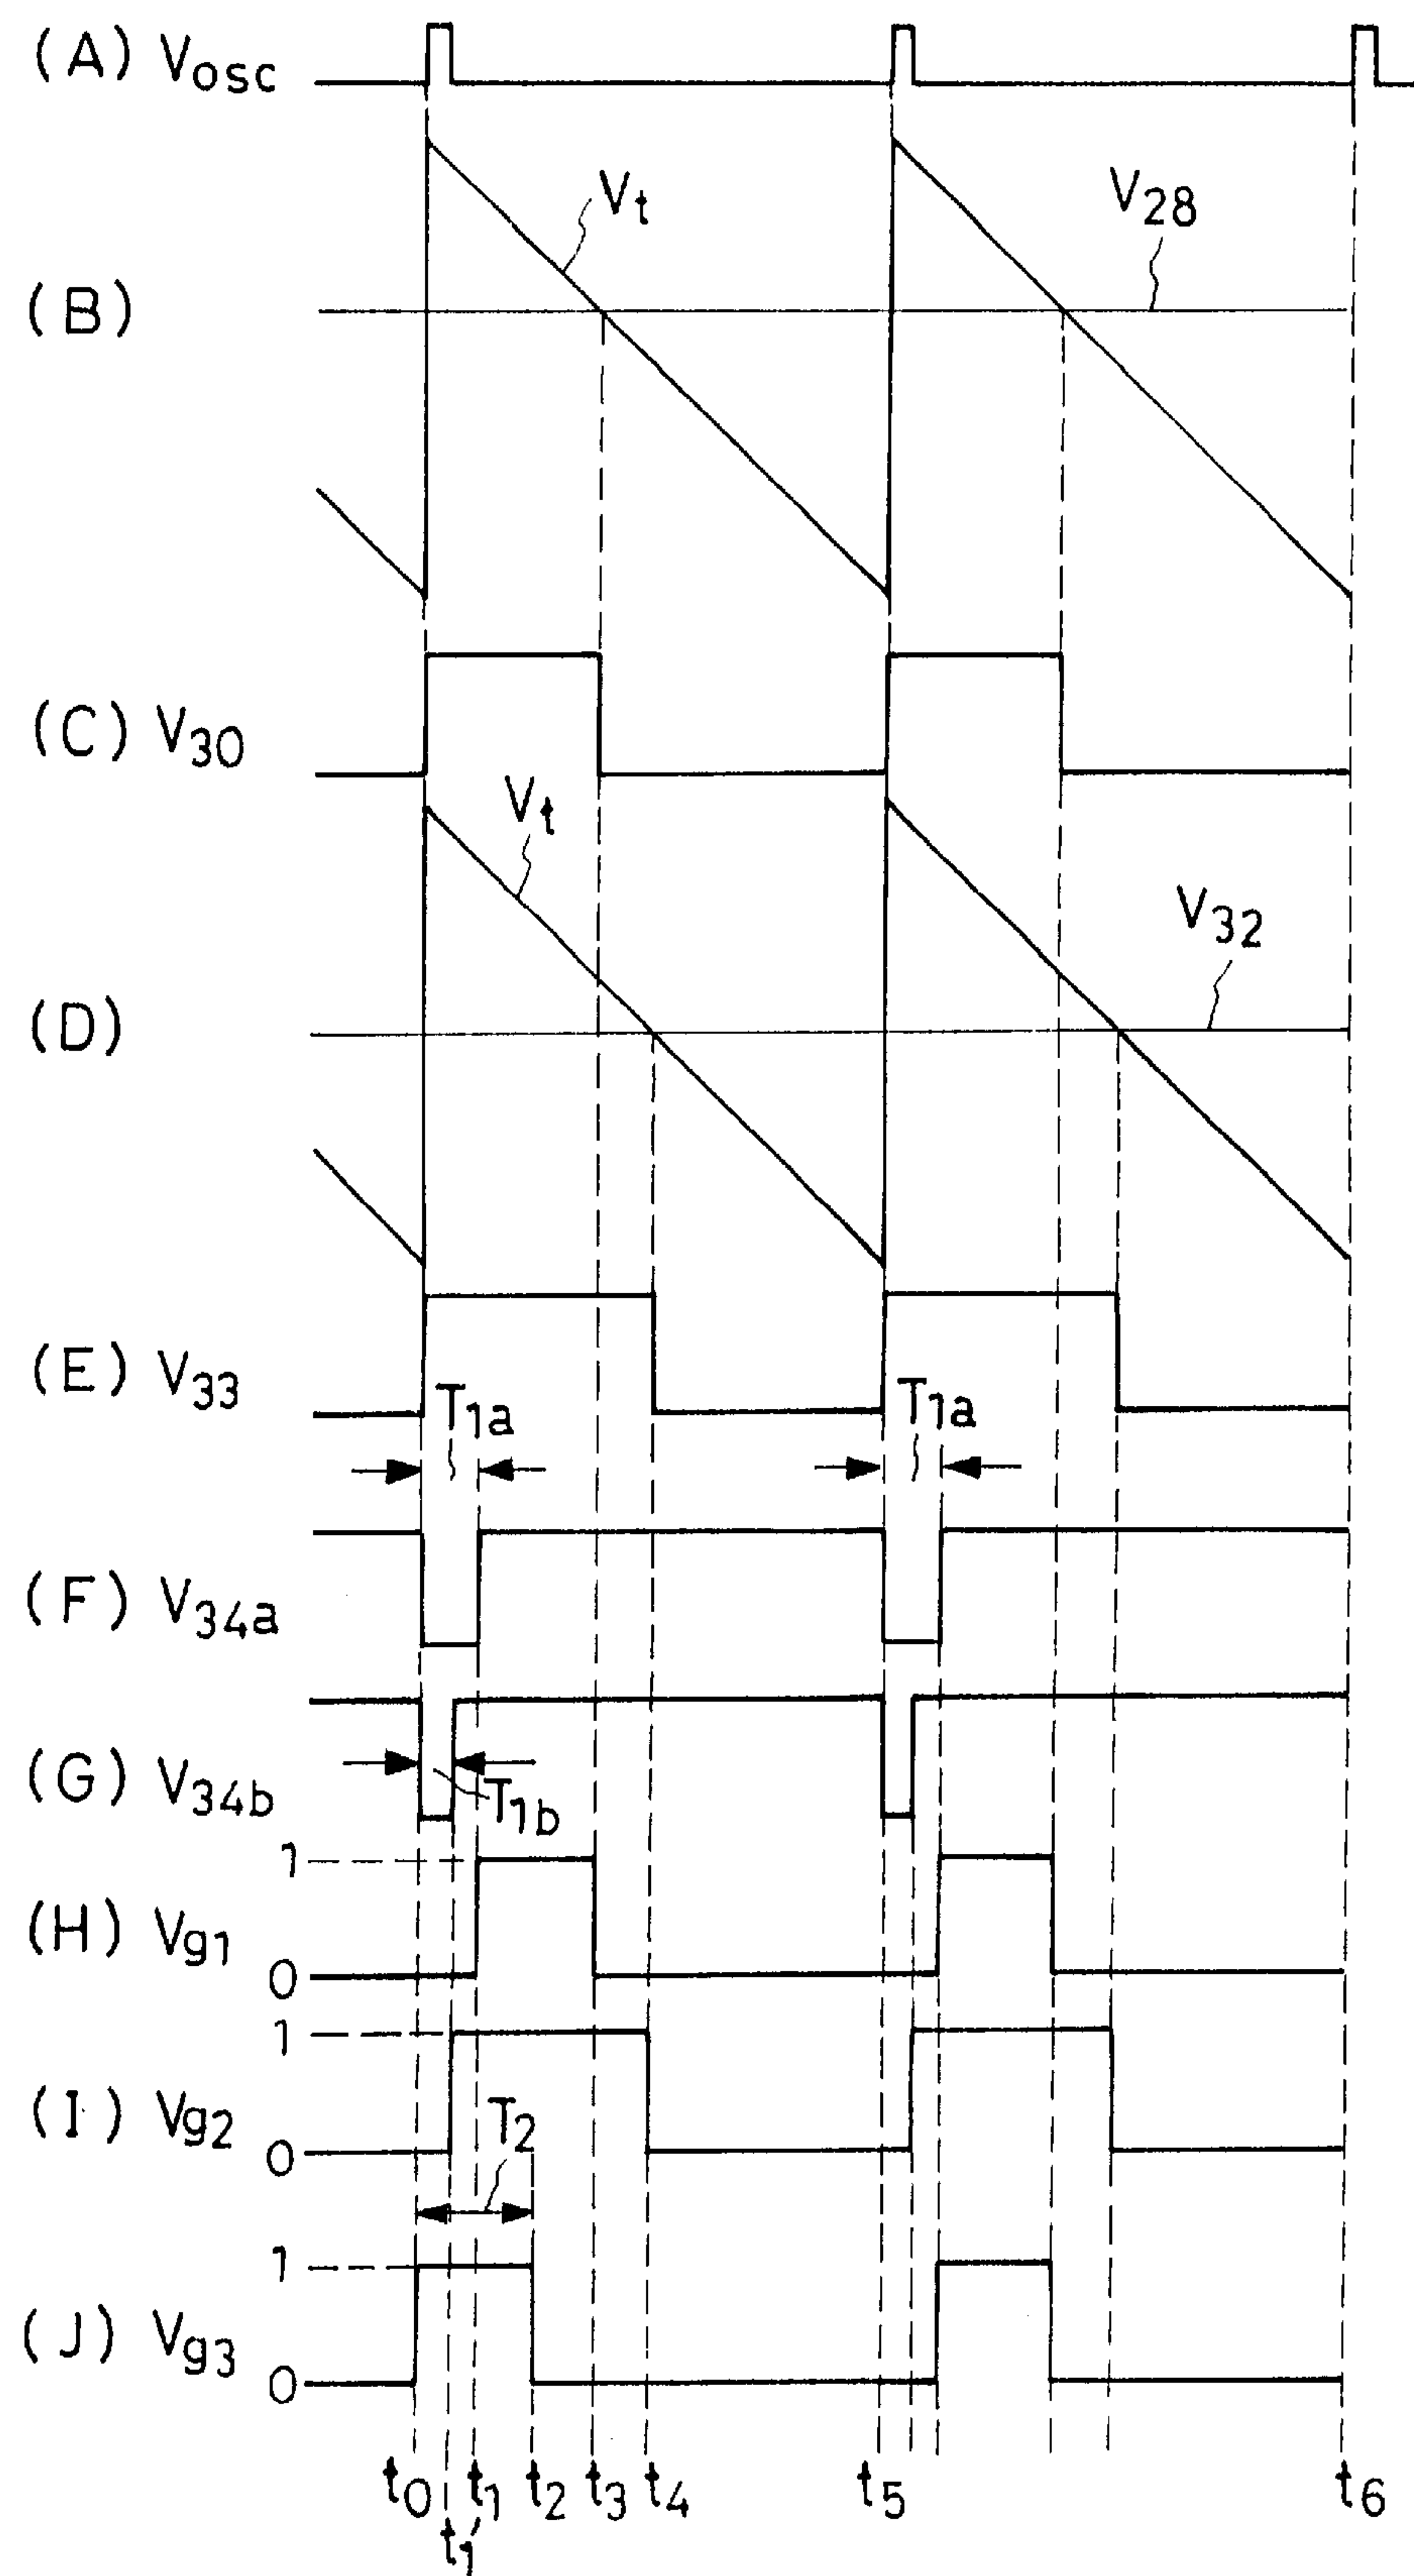 (A) Vosc
Vt
V28
(B)
(C) V30
Vt
V32
(D)
(E) V33
T1a
T1a
(F) V34a
(G) V34b
T1b
1
(H) Vg1
0
1
(I) Vg2
T2
0
1
(J) Vg3
0
t0 t1 t2 t3 t4 t5 t6
t1'